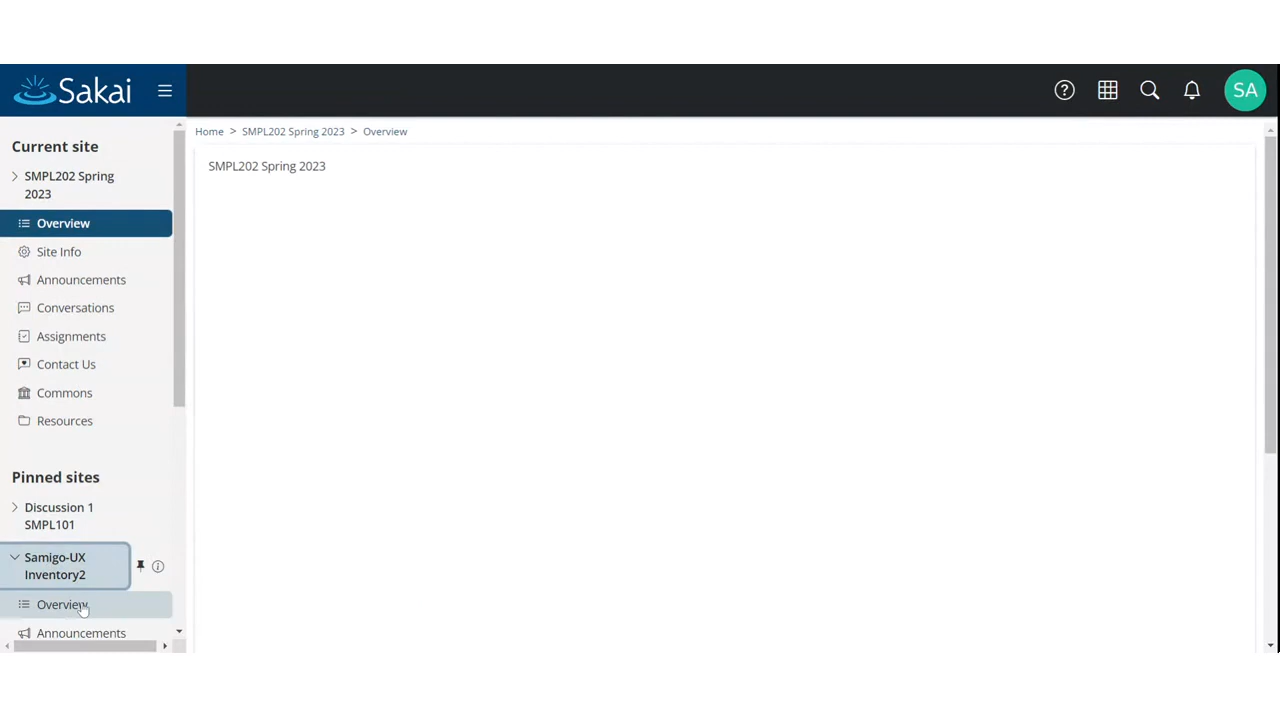 Sakai
SA
Home > SMPL202 Spring 2023 > Overview
Current site
SMPL202 Spring
2023
Overview
Site Info
Announcements
Conversations
Assignments
Contact Us
Commons
Resources
Pinned sites
Discussion 1
SMPL101
Samigo-UX
Inventory2
Overview
Announcements
SMPL202 Spring 2023